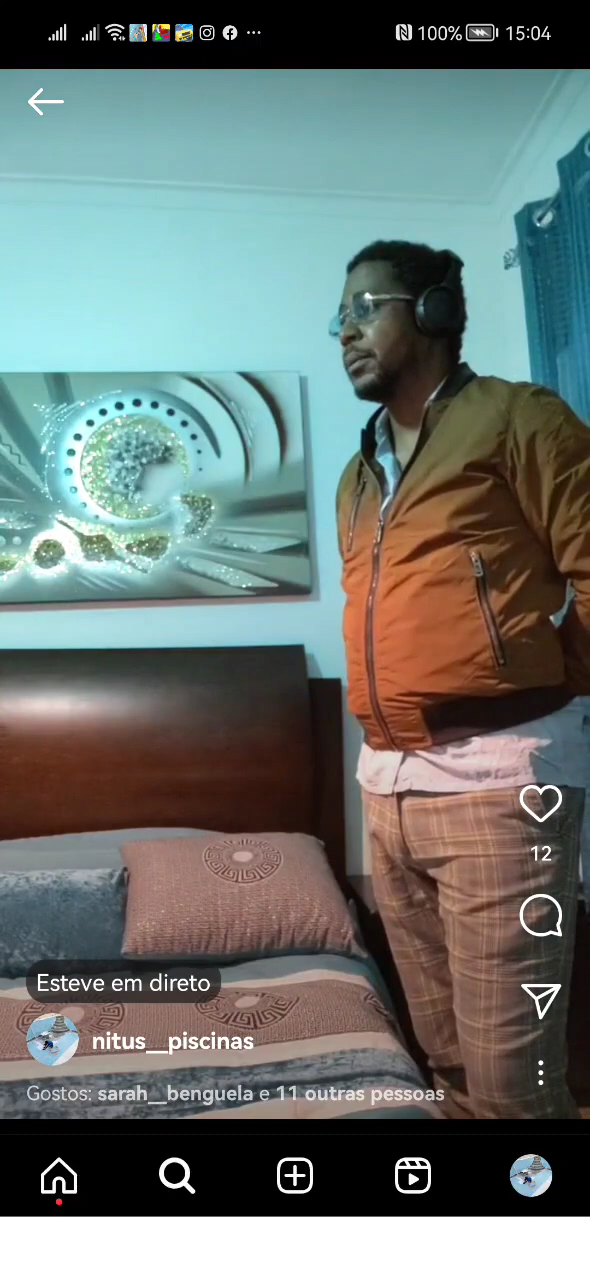 100% 15:04
12
Esteve em direto
nitus__piscinas
Gostos: sarah__benguela e 11 outras pessoas